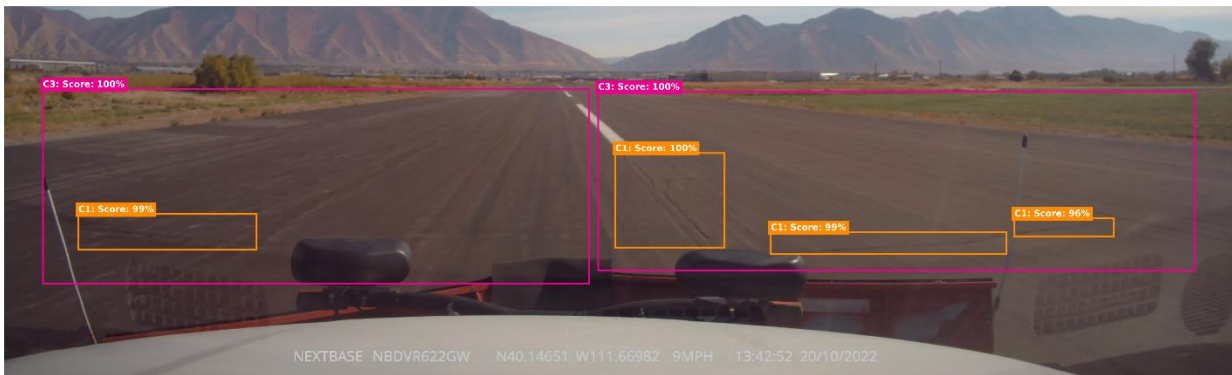 C3: Score: 100%
C3: Score: 100%
C1: Score: 100%
C1: Score: 99%
C1: Score: 96%
C1: Score: 99%
NEXTBASE NBDVR622GW N40.14651 W111.66982 9MPH 13:42:52 20/10/2022